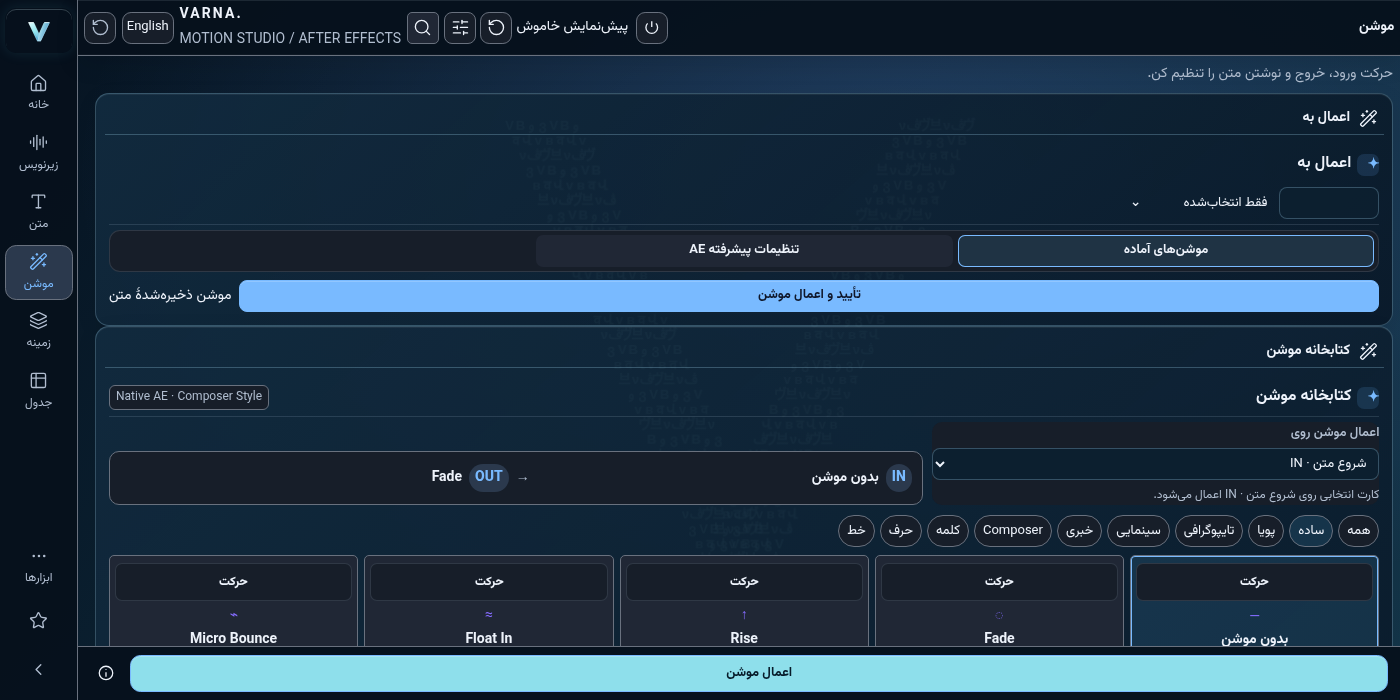 VARNA.
MOTION STUDIO / AFTER EFFECTS
English
پیش‌نمایش خاموش
موشن
خانه
زیرنویس
متن
موشن
زمینه
جدول
ابزارها
حرکت ورود، خروج و نوشتن متن را تنظیم کن.
اعمال به
اعمال به
فقط انتخاب‌شده
موشن‌های آماده
تنظیمات پیشرفته AE
تأیید و اعمال موشن
موشن ذخیره‌شدهٔ متن
کتابخانه موشن
کتابخانه موشن
Native AE · Composer Style
اعمال موشن روی
شروع متن · IN
کارت انتخابی روی شروع متن · IN اعمال می‌شود.
IN بدون موشن → OUT Fade
همه ساده پویا تایپوگرافی سینمایی خبری Composer کلمه حرف خط
حرکت حرکت حرکت حرکت حرکت
بدون موشن Fade Rise Float In Micro Bounce
اعمال موشن